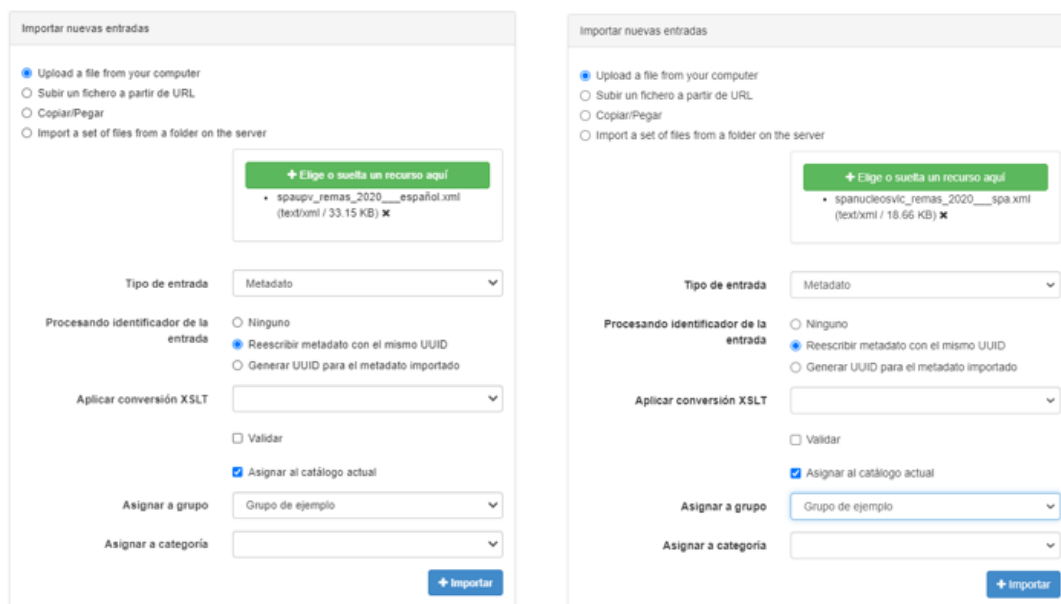 Importar nuevas entradas
Upload a file from your computer
Subir un fichero a partir de URL
Copiar/Pegar
Import a set of files from a folder on the server
+ Elige o suelta un recurso aquí
• spaupv_remas_2020___español.xml
(text/xml / 33.15 KB) ✖
Tipo de entrada Metadato
Procesando identificador de la
entrada
Ninguno
Reescribir metadato con el mismo UUID
Generar UUID para el metadato importado
Aplicar conversión XSLT
Validar
Asignar al catálogo actual
Asignar a grupo Grupo de ejemplo
Asignar a categoría
+ Importar
Importar nuevas entradas
Upload a file from your computer
Subir un fichero a partir de URL
Copiar/Pegar
Import a set of files from a folder on the server
+ Elige o suelta un recurso aquí
• spanucleosvlc_remas_2020___spa.xml
(text/xml / 18.66 KB) ✖
Tipo de entrada Metadato
Procesando identificador de la
entrada
Ninguno
Reescribir metadato con el mismo UUID
Generar UUID para el metadato importado
Aplicar conversión XSLT
Validar
Asignar al catálogo actual
Asignar a grupo Grupo de ejemplo
Asignar a categoría
+ Importar